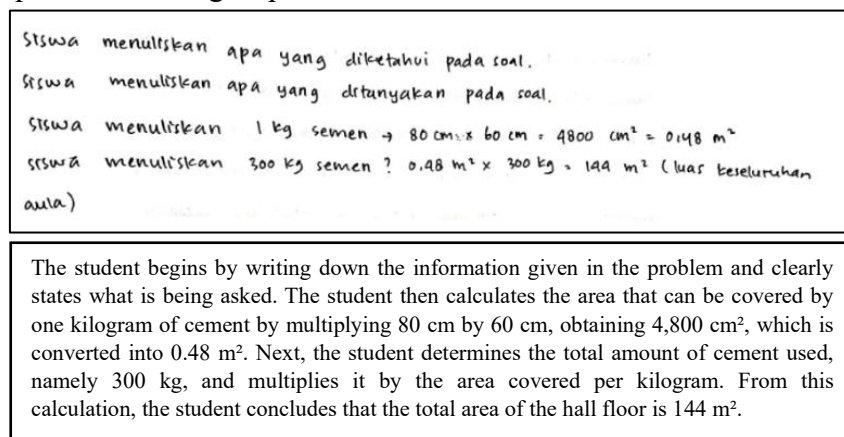 siswa menuliskan apa yang diketahui pada soal.
siswa menuliskan apa yang ditanyakan pada soal.
siswa menuliskan 1 kg semen → 80 cm x 60 cm = 4800 cm² = 0,48 m²
siswa menuliskan 300 kg semen ? 0.48 m² x 300 kg = 144 m² (luas keseluruhan
aula)
The student begins by writing down the information given in the problem and clearly
states what is being asked. The student then calculates the area that can be covered by
one kilogram of cement by multiplying 80 cm by 60 cm, obtaining 4,800 cm², which is
converted into 0.48 m². Next, the student determines the total amount of cement used,
namely 300 kg, and multiplies it by the area covered per kilogram. From this
calculation, the student concludes that the total area of the hall floor is 144 m².